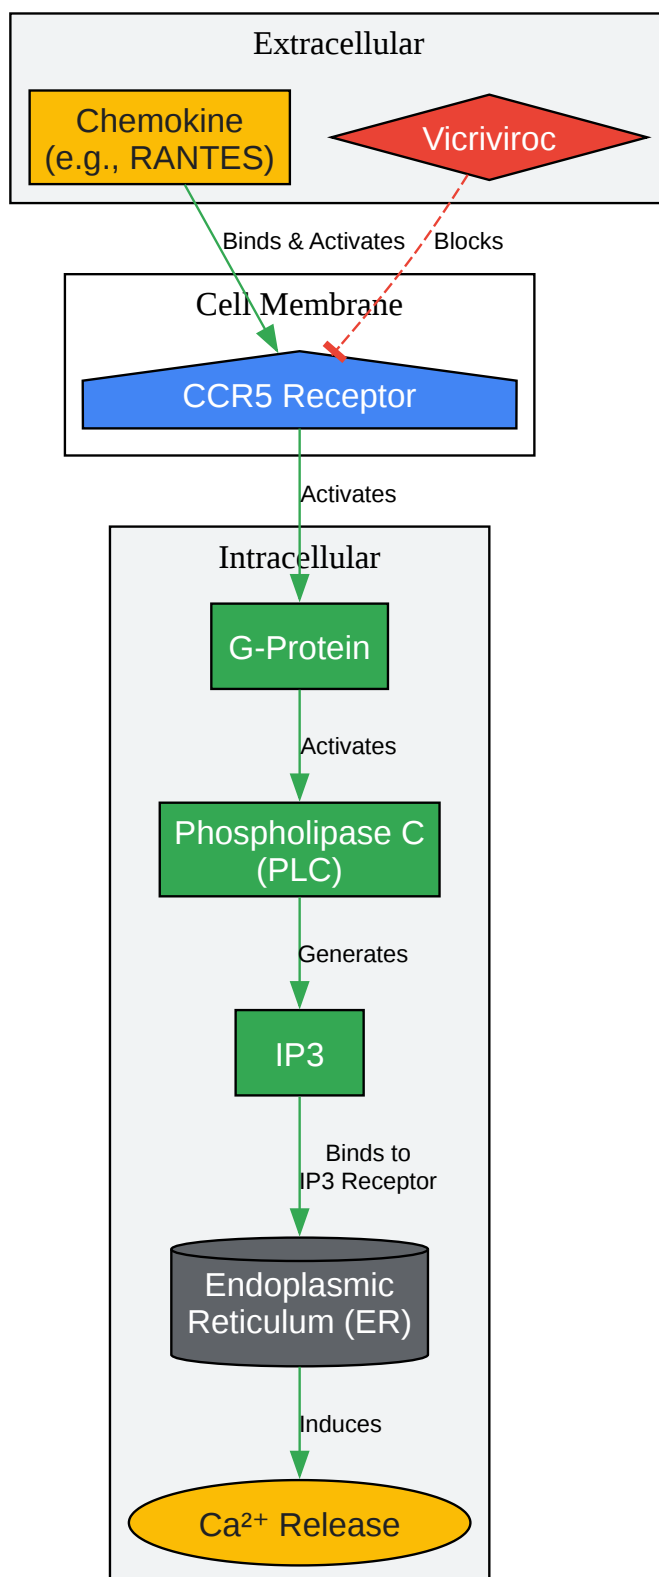 Extracellular
Chemokine
(e.g., RANTES)
Vicriviroc
Binds & Activates
Blocks
Cell Membrane
CCR5 Receptor
Activates
Intracellular
G-Protein
Activates
Phospholipase C
(PLC)
Generates
IP3
Binds to
IP3 Receptor
Endoplasmic
Reticulum (ER)
Induces
Ca²⁺ Release